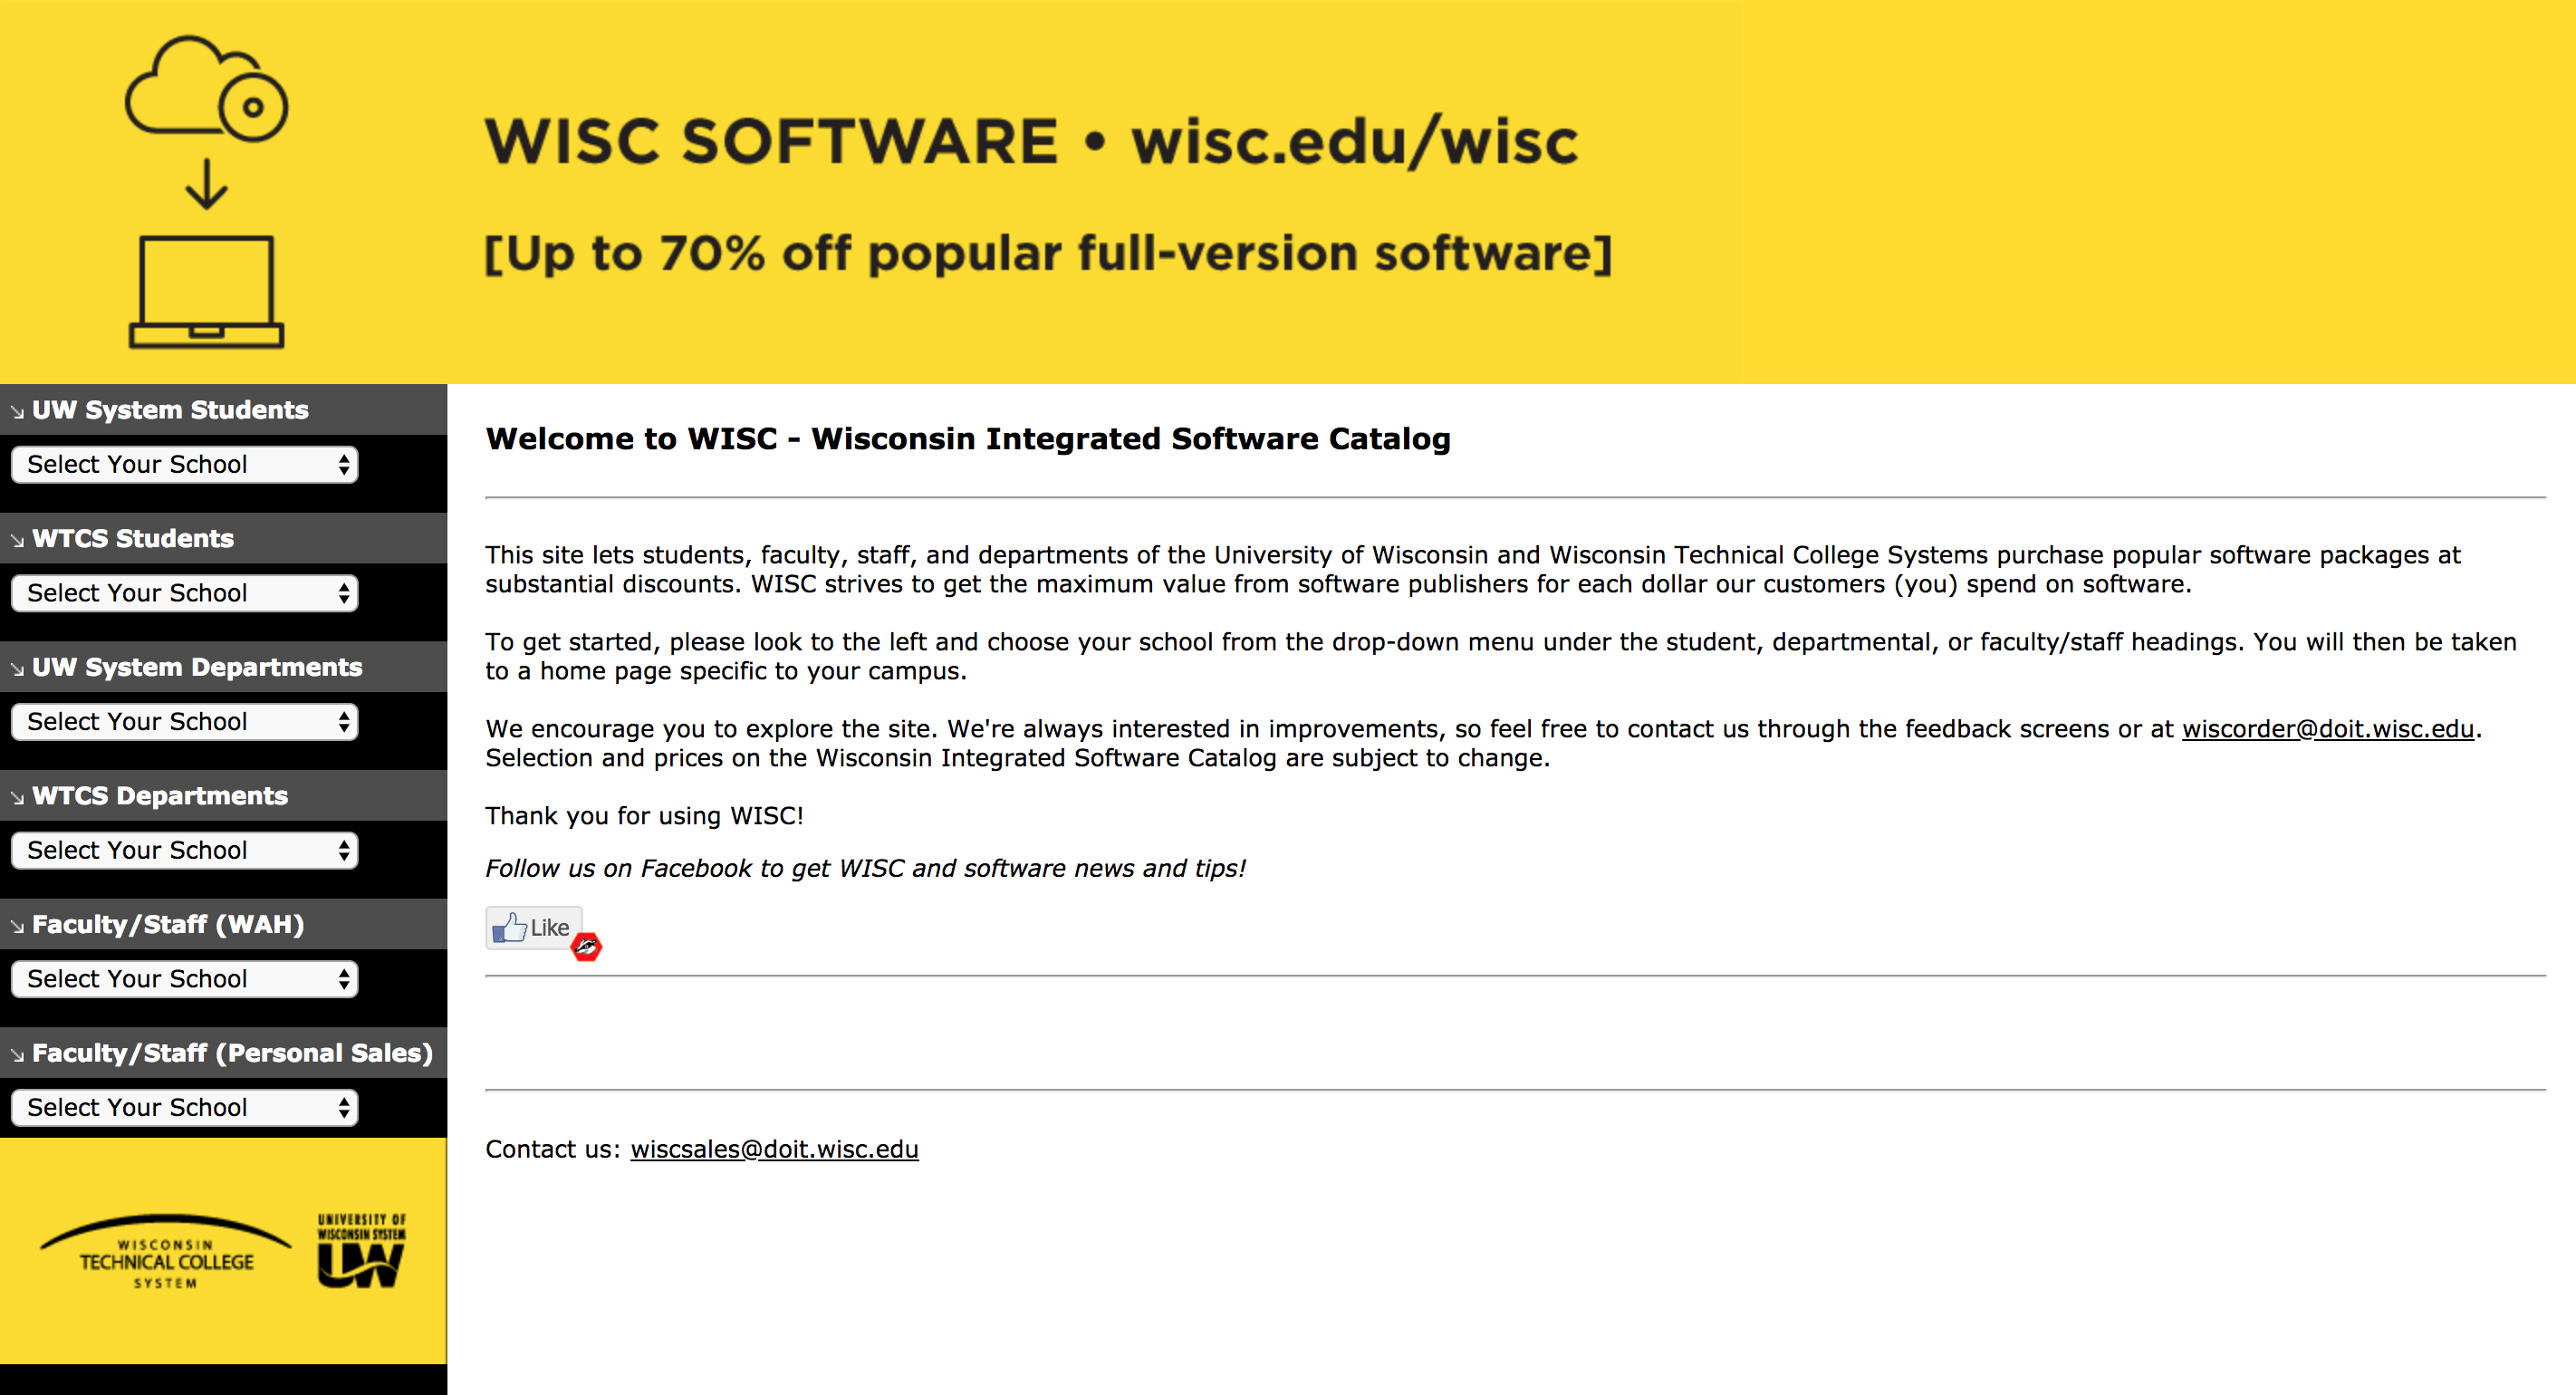 WISC SOFTWARE • wisc.edu/wisc
[Up to 70% off popular full-version software]
UW System Students
Select Your School
WTCS Students
Select Your School
UW System Departments
Select Your School
WTCS Departments
Select Your School
Faculty/Staff (WAH)
Select Your School
Faculty/Staff (Personal Sales)
Select Your School
WISCONSIN
TECHNICAL COLLEGE
SYSTEM
UNIVERSITY OF
WISCONSIN SYSTEM
UW
Welcome to WISC - Wisconsin Integrated Software Catalog
This site lets students, faculty, staff, and departments of the University of Wisconsin and Wisconsin Technical College Systems purchase popular software packages at
substantial discounts. WISC strives to get the maximum value from software publishers for each dollar our customers (you) spend on software.
To get started, please look to the left and choose your school from the drop-down menu under the student, departmental, or faculty/staff headings. You will then be taken
to a home page specific to your campus.
We encourage you to explore the site. We're always interested in improvements, so feel free to contact us through the feedback screens or at wiscorder@doit.wisc.edu.
Selection and prices on the Wisconsin Integrated Software Catalog are subject to change.
Thank you for using WISC!
Follow us on Facebook to get WISC and software news and tips!
Like
Contact us: wiscsales@doit.wisc.edu